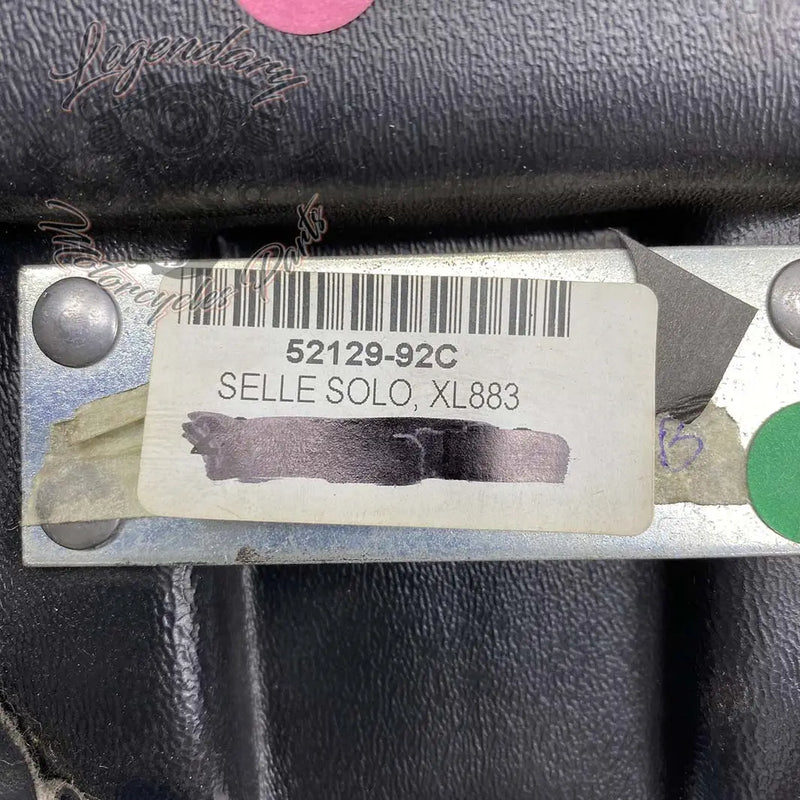 Legendary
Motorcycles Parts
52129-92C
SELLE SOLO, XL883
B